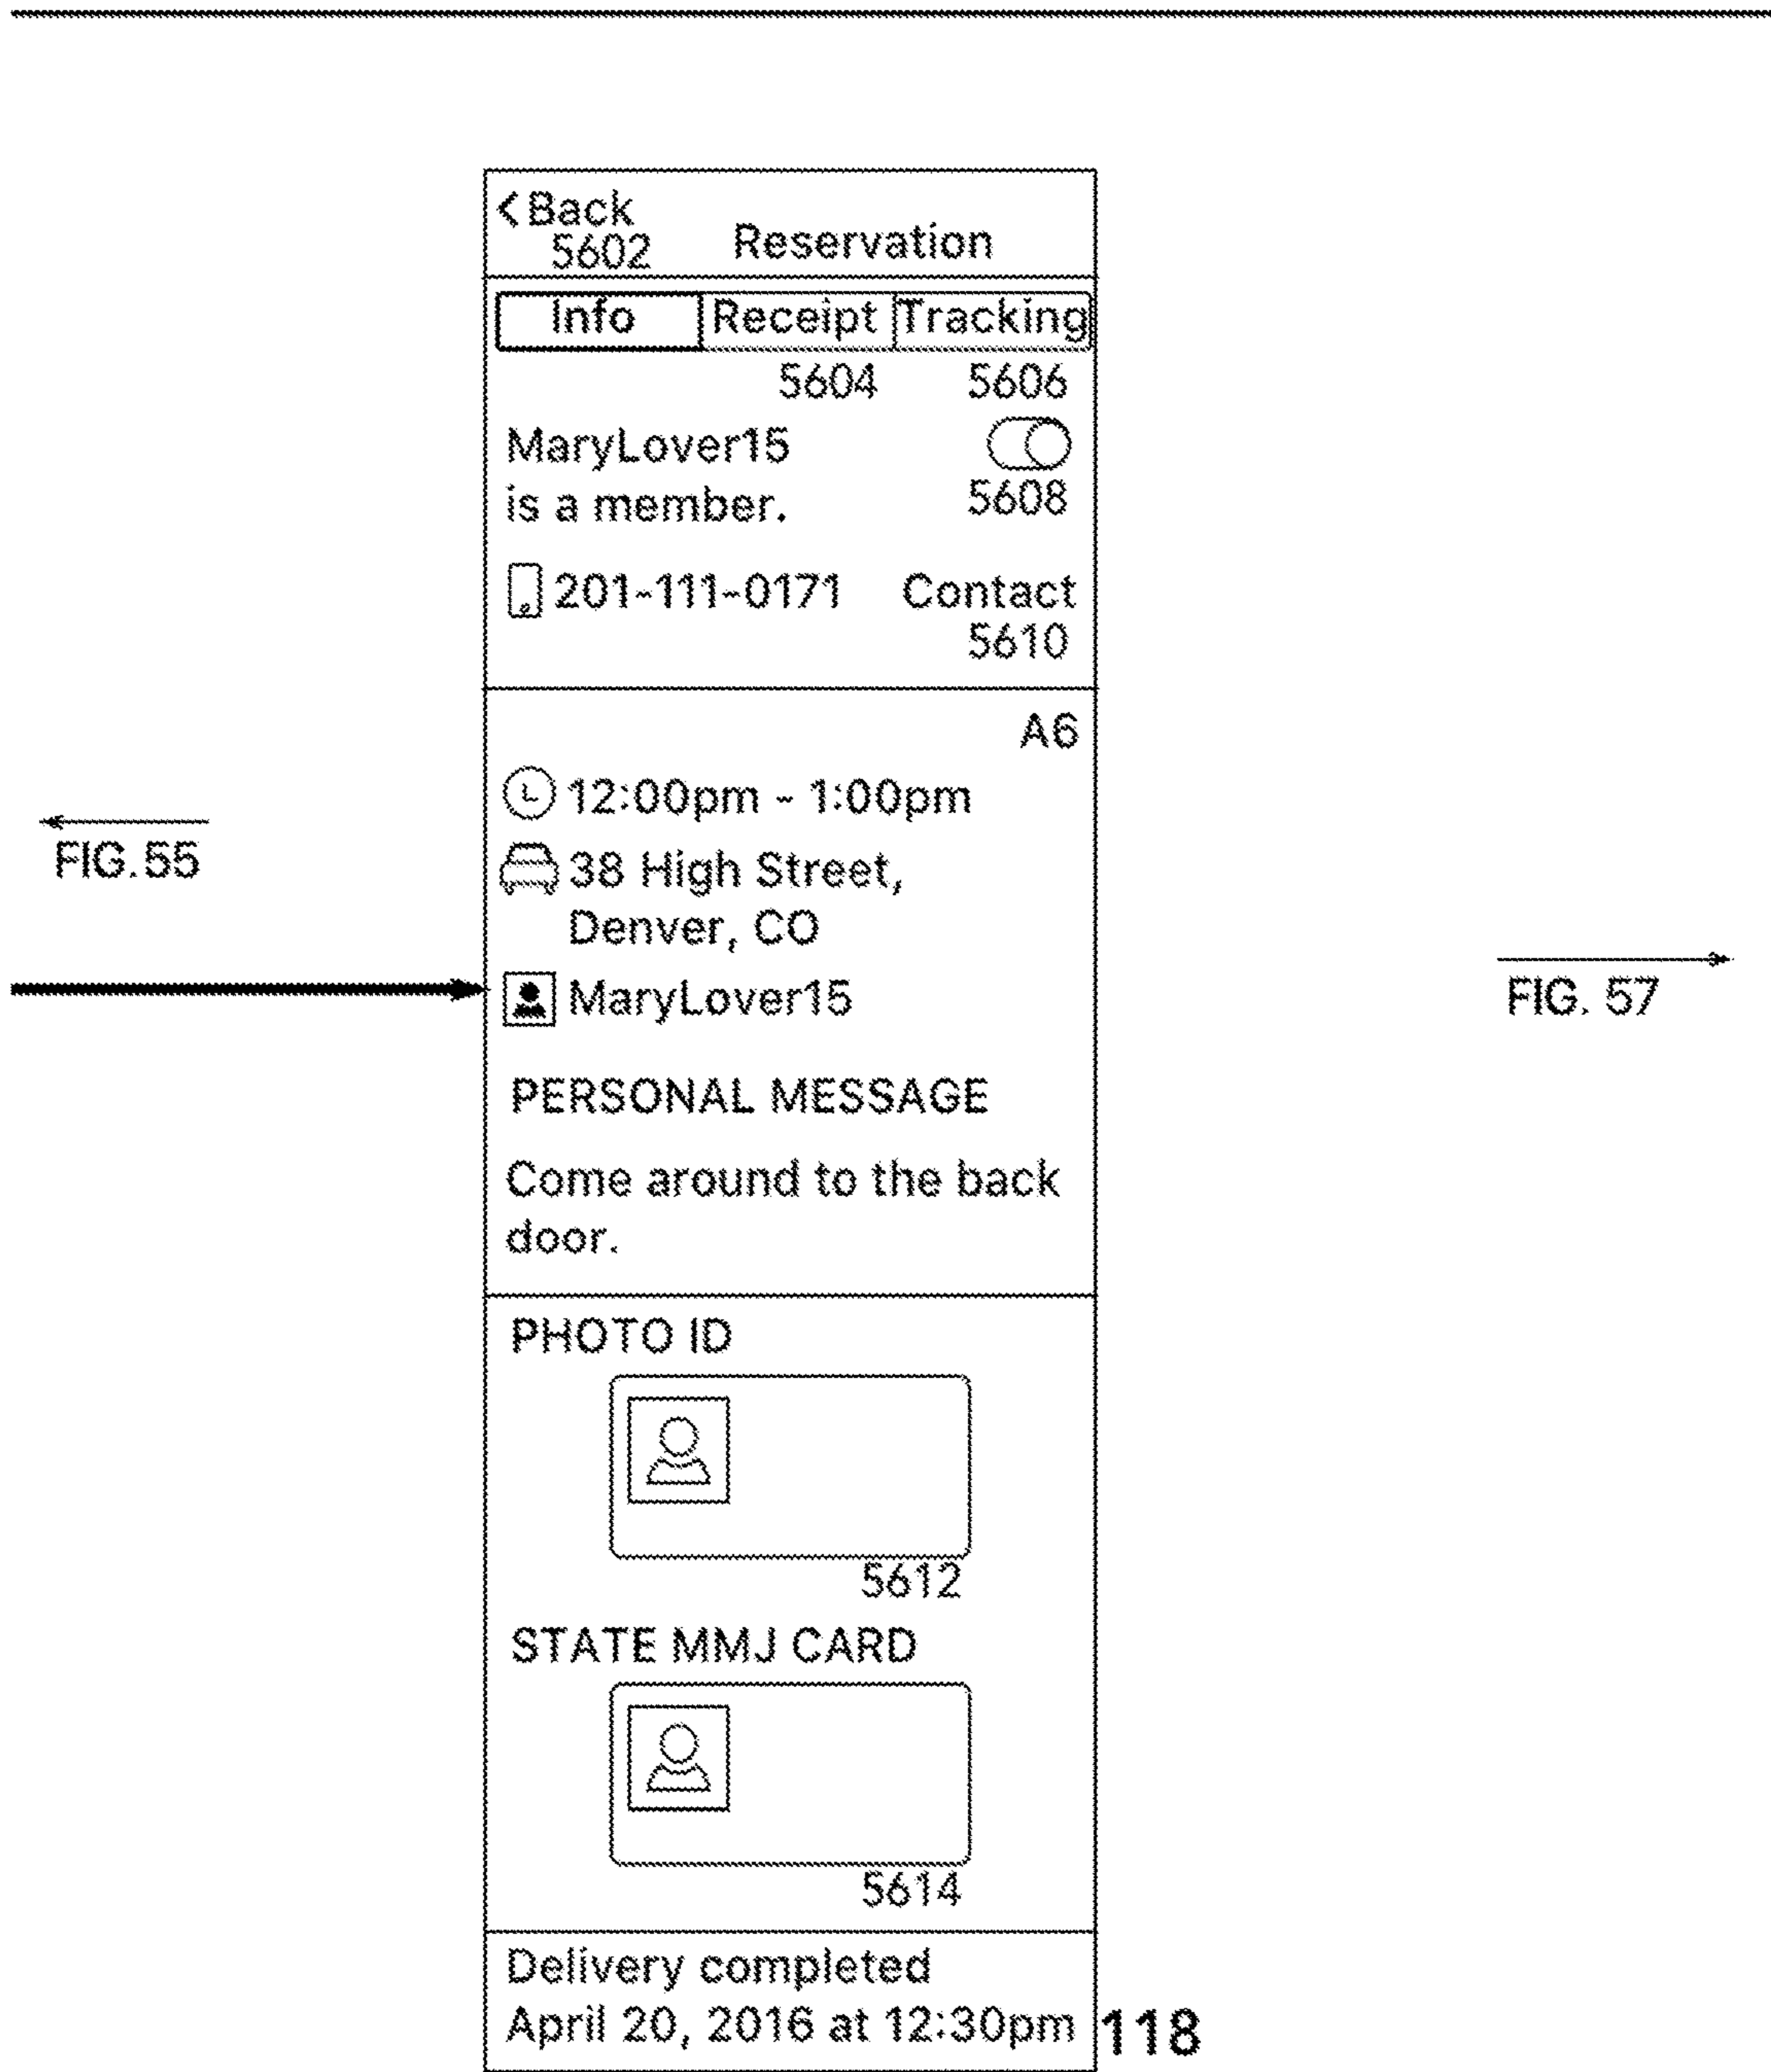 < Back
5602
Reservation
Info Receipt Tracking
5604 5606
MaryLover15
is a member.
5608
201-111-0171 Contact
5610
A6
12:00pm - 1:00pm
38 High Street,
Denver, CO
MaryLover15
PERSONAL MESSAGE
Come around to the back
door.
PHOTO ID
5612
STATE MMJ CARD
5614
Delivery completed
April 20, 2016 at 12:30pm
118
FIG.55
FIG. 57